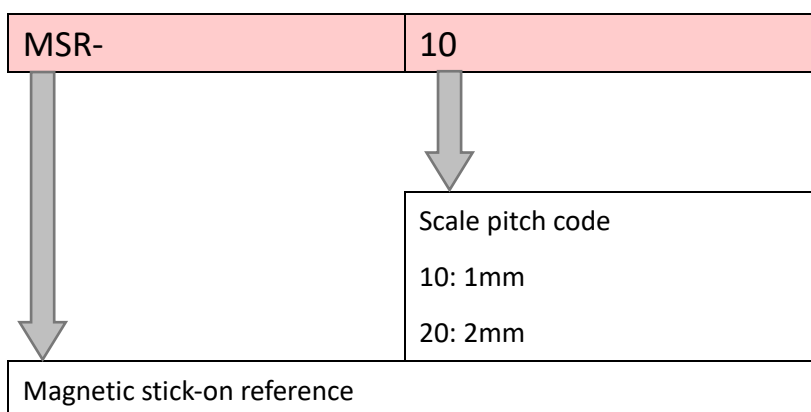 MSR- 10
Scale pitch code
10: 1mm
20: 2mm
Magnetic stick-on reference